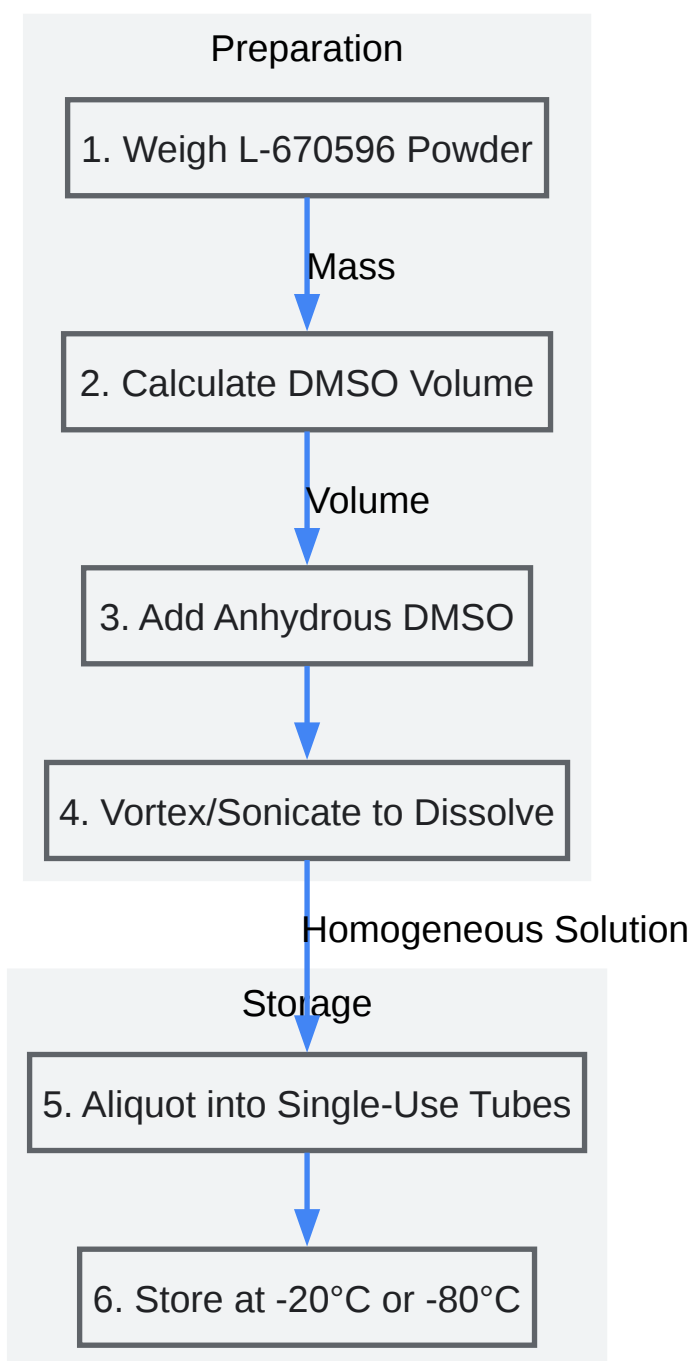 Preparation
1. Weigh L-670596 Powder
Mass
2. Calculate DMSO Volume
Volume
3. Add Anhydrous DMSO
4. Vortex/Sonicate to Dissolve
Homogeneous Solution
Storage
5. Aliquot into Single-Use Tubes
6. Store at -20°C or -80°C